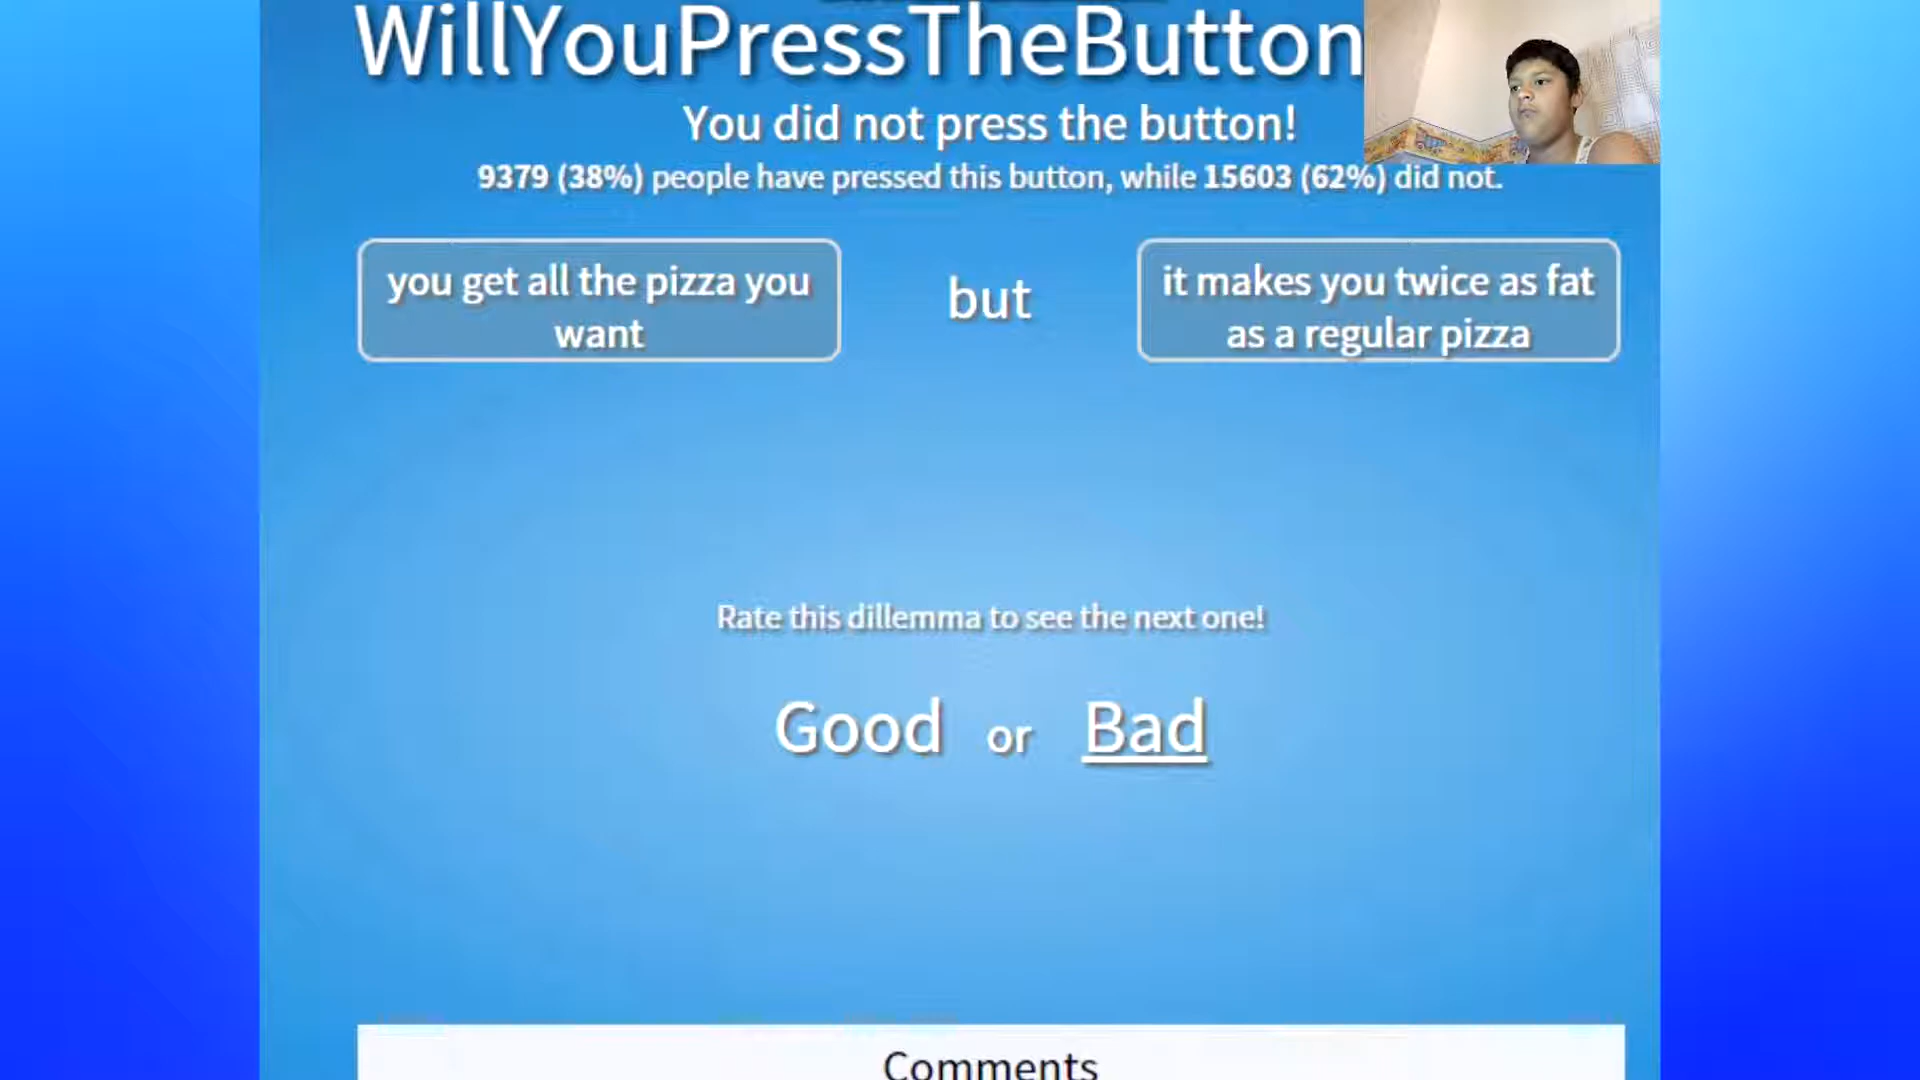 WillYouPressTheButton
You did not press the button!
9379 (38%) people have pressed this button, while 15603 (62%) did not.
you get all the pizza you
want
but
it makes you twice as fat
as a regular pizza
Rate this dillemma to see the next one!
Good or Bad
Comments